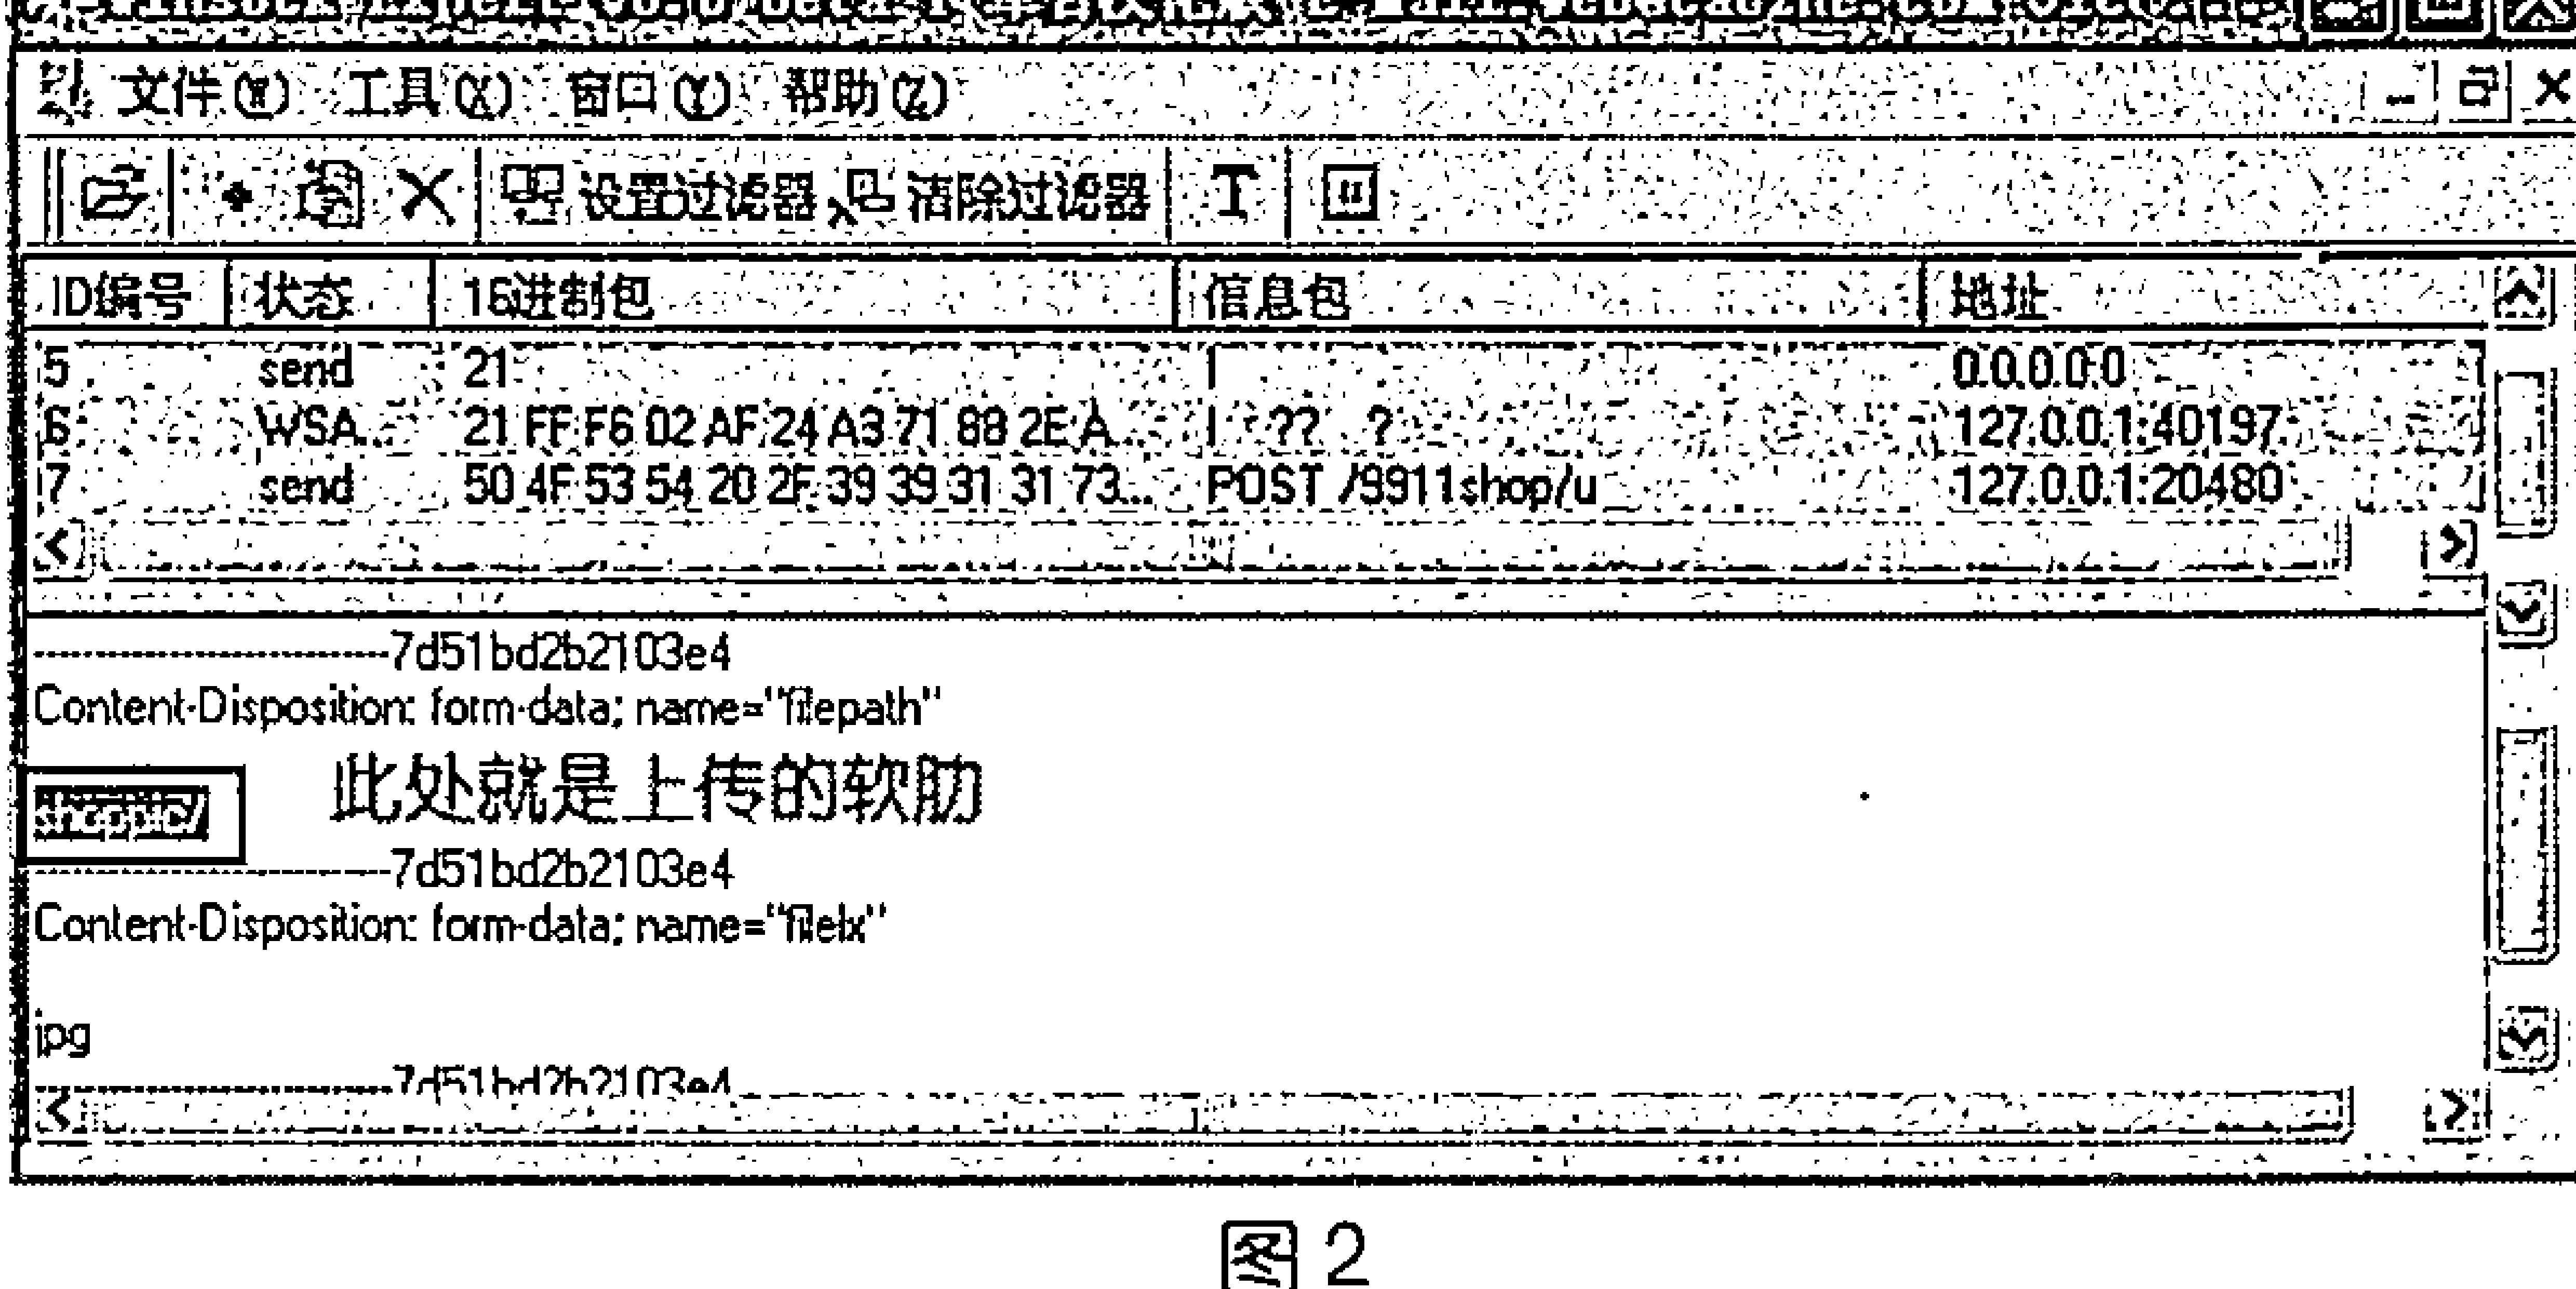 文件(W) 工具(X) 窗口(Y) 帮助(Z)
设置过滤器 清除过滤器 T
ID编号 状态 16进制包 信息包 地址
5 send 21 ! 0.0.0.0:0
6 WSA... 21 FF F6 02 AF 24 A3 71 88 2E A... ! ?? ? 127.0.0.1:40197
7 send 50 4F 53 54 20 2F 39 39 31 31 73... POST /9911shop/u 127.0.0.1:20480
-----------------------------7d51bd2b2103e4
Content-Disposition: form-data; name="filepath"
此处就是上传的软肋
shoppic/
-----------------------------7d51bd2b2103e4
Content-Disposition: form-data; name="filelx"
jpg
-----------------------------7d51bd2b2103e4
图 2